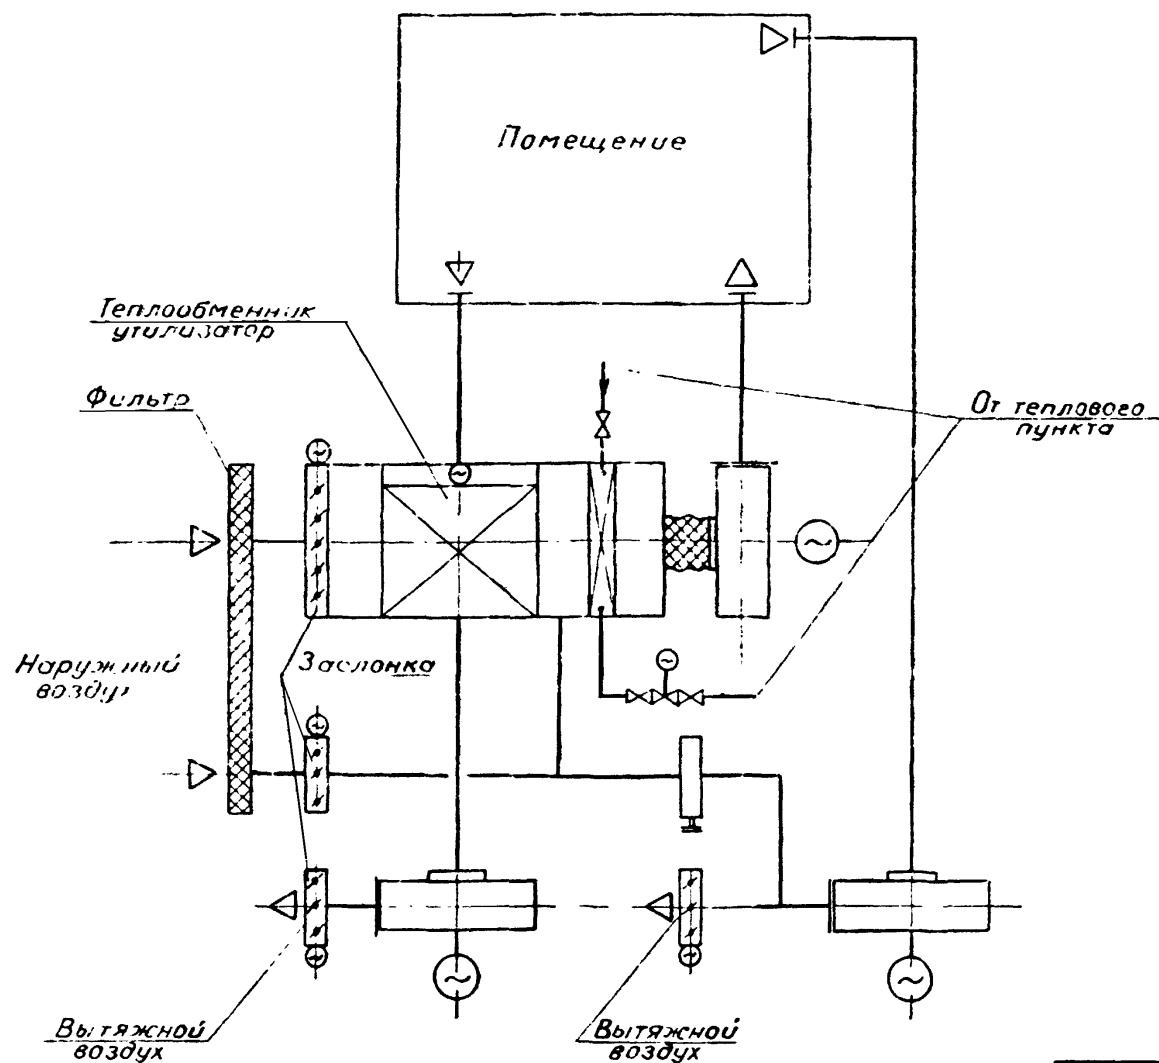 Помещение
Теплообменник
утилизатор
Фильтр
От теплового
пункта
Наружный
воздух
Заслонка
Вытяжной
воздух
Вытяжной
воздух